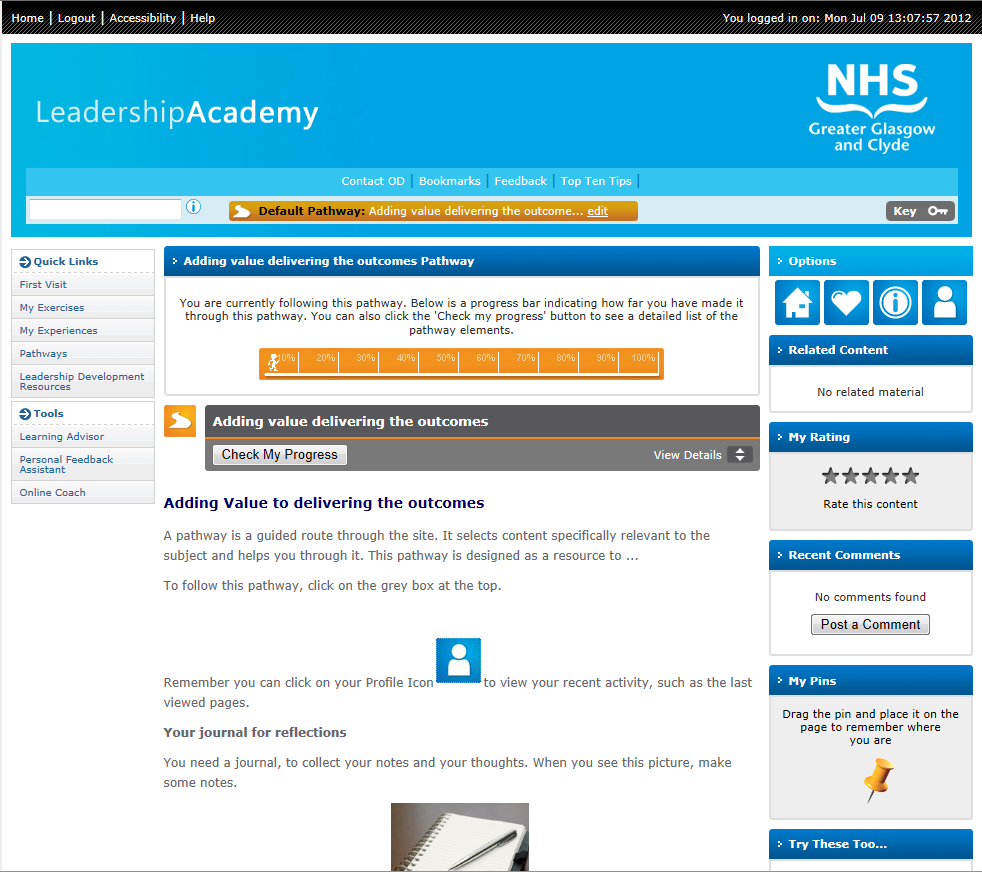 Home | Logout | Accessibility | Help
You logged in on: Mon Jul 09 13:07:57 2012
LeadershipAcademy
NHS
Greater Glasgow
and Clyde
Contact OD | Bookmarks | Feedback | Top Ten Tips |
Default Pathway: Adding value delivering the outcome... edit
Key
Quick Links
First Visit
My Exercises
My Experiences
Pathways
Leadership Development
Resources
Tools
Learning Advisor
Personal Feedback
Assistant
Online Coach
Adding value delivering the outcomes Pathway
You are currently following this pathway. Below is a progress bar indicating how far you have made it
through this pathway. You can also click the 'Check my progress' button to see a detailed list of the
pathway elements.
10% 20% 30% 40% 50% 60% 70% 80% 90% 100%
Adding value delivering the outcomes
Check My Progress
View Details
Adding Value to delivering the outcomes
A pathway is a guided route through the site. It selects content specifically relevant to the
subject and helps you through it. This pathway is designed as a resource to ...
To follow this pathway, click on the grey box at the top.
Remember you can click on your Profile Icon to view your recent activity, such as the last
viewed pages.
Your journal for reflections
You need a journal, to collect your notes and your thoughts. When you see this picture, make
some notes.
Options
Related Content
No related material
My Rating
Rate this content
Recent Comments
No comments found
Post a Comment
My Pins
Drag the pin and place it on the
page to remember where
you are
Try These Too...